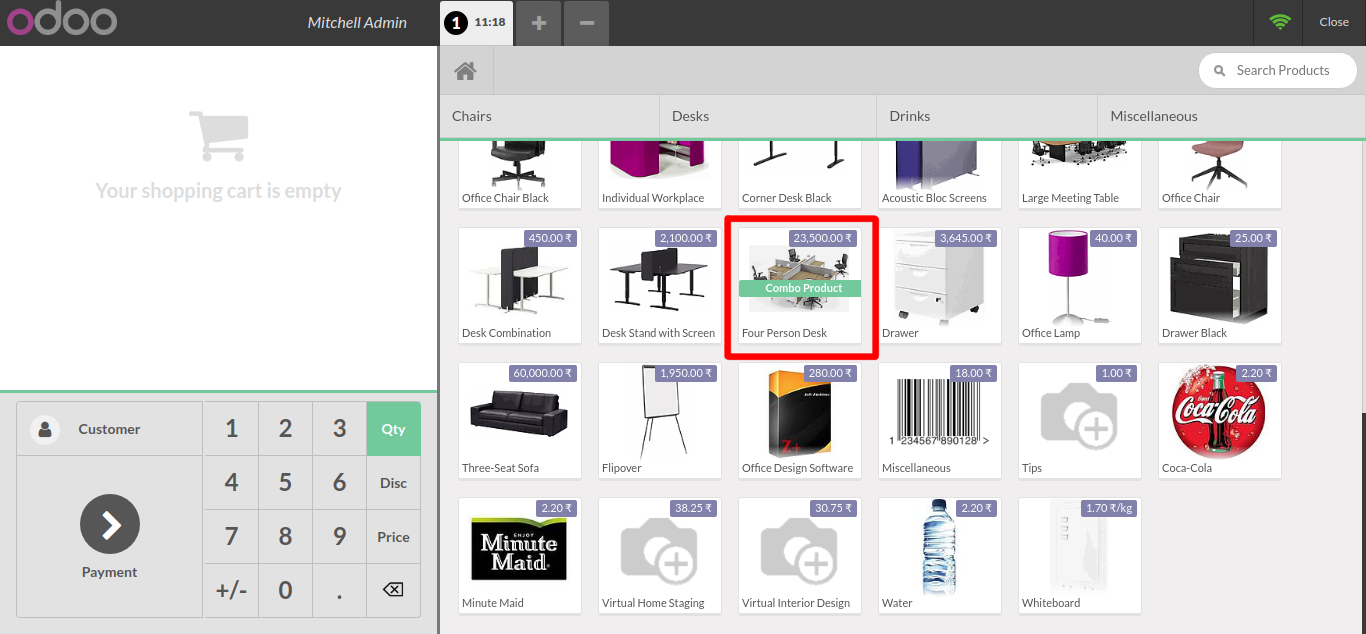 odoo
Mitchell Admin
1 11:18
Close
Search Products
Chairs
Desks
Drinks
Miscellaneous
Your shopping cart is empty
Office Chair Black
Individual Workplace
Corner Desk Black
Acoustic Bloc Screens
Large Meeting Table
Office Chair
450.00 ₹
Desk Combination
2,100.00 ₹
Desk Stand with Screen
23,500.00 ₹
Combo Product
Four Person Desk
3,645.00 ₹
Drawer
40.00 ₹
Office Lamp
25.00 ₹
Drawer Black
60,000.00 ₹
Three-Seat Sofa
1,950.00 ₹
Flipover
280.00 ₹
Z+
Office Design Software
18.00 ₹
1 234567 890128 >
Miscellaneous
1.00 ₹
Tips
2.20 ₹
Coca-Cola
Coca-Cola
2.20 ₹
ENJOY
Minute
Maid
Minute Maid
38.25 ₹
Virtual Home Staging
30.75 ₹
Virtual Interior Design
2.20 ₹
Water
1.70 ₹/kg
Whiteboard
Customer
Payment
1 2 3 Qty
4 5 6 Disc
7 8 9 Price
+/- 0 .